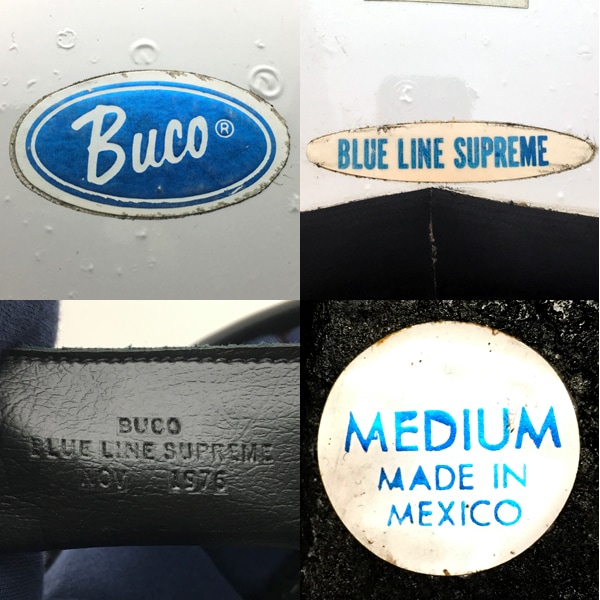 Buco®
BLUE LINE SUPREME
BUCO
BLUE LINE SUPREME
NOV 1976
MEDIUM
MADE IN
MEXICO